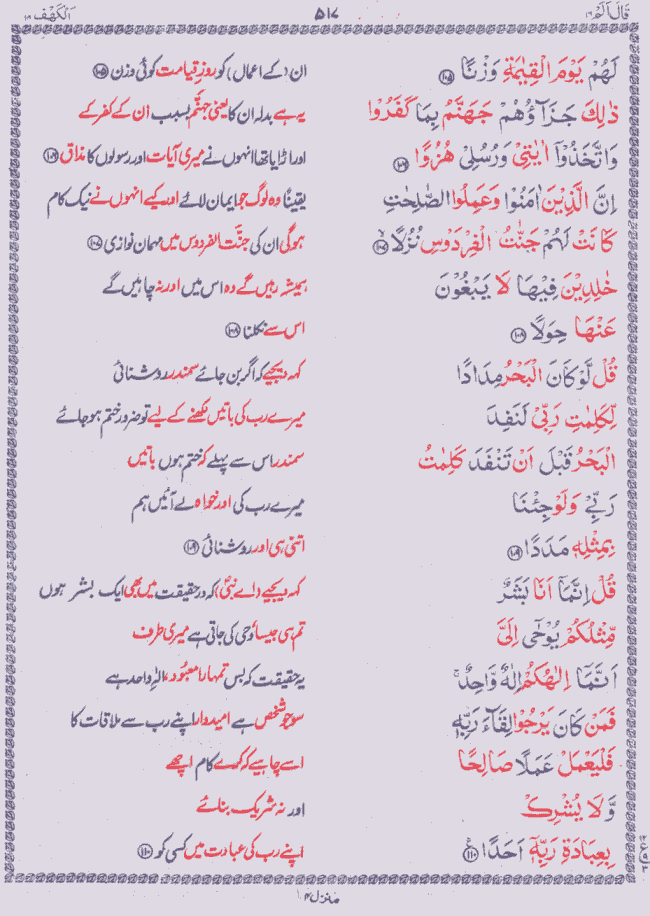 قَالَ اَلَمْ ١٦ ۵۱۷ اَلْكَهْف ١٨
لَهُمْ يَوْمَ الْقِيٰمَةِ وَزْنًا ۝١٠٥ ان (کے اعمال) کو روزِ قیامت کوئی وزن ۝١٠٥
ذٰلِكَ جَزَآؤُهُمْ جَهَنَّمُ بِمَا كَفَرُوْا یہ ہے بدلہ ان کا یعنی جہنّم بسبب ان کے کفر کے
وَاتَّخَذُوْٓا اٰيٰتِيْ وَرُسُلِيْ هُزُوًا ۝١٠٦ اور اڑایا تھا انہوں نے میری آیات اور رسولوں کا مذاق ۝١٠٦
اِنَّ الَّذِيْنَ اٰمَنُوْا وَعَمِلُوا الصّٰلِحٰتِ یقینًا وہ لوگ جو ایمان لائے اور کیے انہوں نے نیک کام
كَانَتْ لَهُمْ جَنّٰتُ الْفِرْدَوْسِ نُزُلًا ۝١٠٧ ہوگی ان کی جنّت الفردوس میں مہمان نوازی ۝١٠٧
خٰلِدِيْنَ فِيْهَا لَا يَبْغُوْنَ ہمیشہ رہیں گے وہ اس میں اور نہ چاہیں گے
عَنْهَا حِوَلًا ۝١٠٨ اس سے نکلنا ۝١٠٨
قُلْ لَّوْ كَانَ الْبَحْرُ مِدَادًا کہہ دیجیے کہ اگر بن جائے سمندر روشنائی
لِّكَلِمٰتِ رَبِّيْ لَنَفِدَ میرے رب کی باتیں لکھنے کے لیے تو ضرور ختم ہو جائے
الْبَحْرُ قَبْلَ اَنْ تَنْفَدَ كَلِمٰتُ سمندر اس سے پہلے کہ ختم ہوں باتیں
رَبِّيْ وَلَوْ جِئْنَا میرے رب کی اور خواہ لے آئیں ہم
بِمِثْلِهٖ مَدَدًا ۝١٠٩ اتنی ہی اور روشنائی ۝١٠٩
قُلْ اِنَّمَآ اَنَا بَشَرٌ کہہ دیجیے (اے نبیؐ) کہ درحقیقت میں بھی ایک بشر ہوں
مِّثْلُكُمْ يُوْحٰٓى اِلَيَّ تم ہی جیسا وحی کی جاتی ہے میری طرف
اَنَّمَآ اِلٰهُكُمْ اِلٰهٌ وَّاحِدٌ ۚ یہ حقیقت کہ بس تمہارا معبُود، الٰہِ واحد ہے
فَمَنْ كَانَ يَرْجُوْا لِقَآءَ رَبِّهٖ سو جو شخص ہے امیدوار اپنے رب سے ملاقات کا
فَلْيَعْمَلْ عَمَلًا صَالِحًا اسے چاہیے کہ کرے کام اچھے
وَّلَا يُشْرِكْ اور نہ شریک بنائے
بِعِبَادَةِ رَبِّهٖٓ اَحَدًا ۝١١٠ اپنے رب کی عبادت میں کسی کو ۝١١٠
منزل ۴